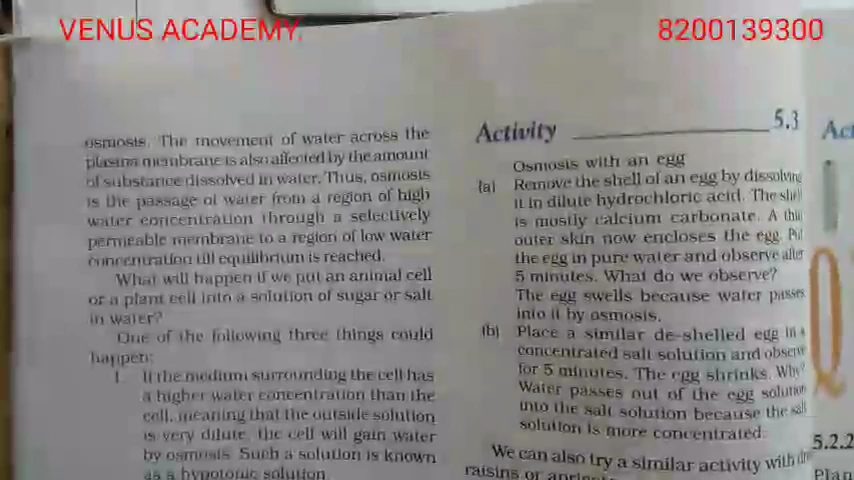 VENUS ACADEMY.
8200139300
osmosis. The movement of water across the
plasma membrane is also affected by the amount
of substance dissolved in water. Thus, osmosis
is the passage of water from a region of high
water concentration through a selectively
permeable membrane to a region of low water
concentration till equilibrium is reached.
What will happen if we put an animal cell
or a plant cell into a solution of sugar or salt
in water?
One of the following three things could
happen:
1. If the medium surrounding the cell has
a higher water concentration than the
cell, meaning that the outside solution
is very dilute, the cell will gain water
by osmosis. Such a solution is known
as a hypotonic solution.
Activity 5.3
Osmosis with an egg
(a) Remove the shell of an egg by dissolving
it in dilute hydrochloric acid. The shell
is mostly calcium carbonate. A thin
outer skin now encloses the egg. Put
the egg in pure water and observe after
5 minutes. What do we observe?
The egg swells because water passes
into it by osmosis.
(b) Place a similar de-shelled egg in a
concentrated salt solution and observe
for 5 minutes. The egg shrinks. Why?
Water passes out of the egg solution
into the salt solution because the salt
solution is more concentrated.
We can also try a similar activity with
raisins or
Act
Q
5.2.2
Plan